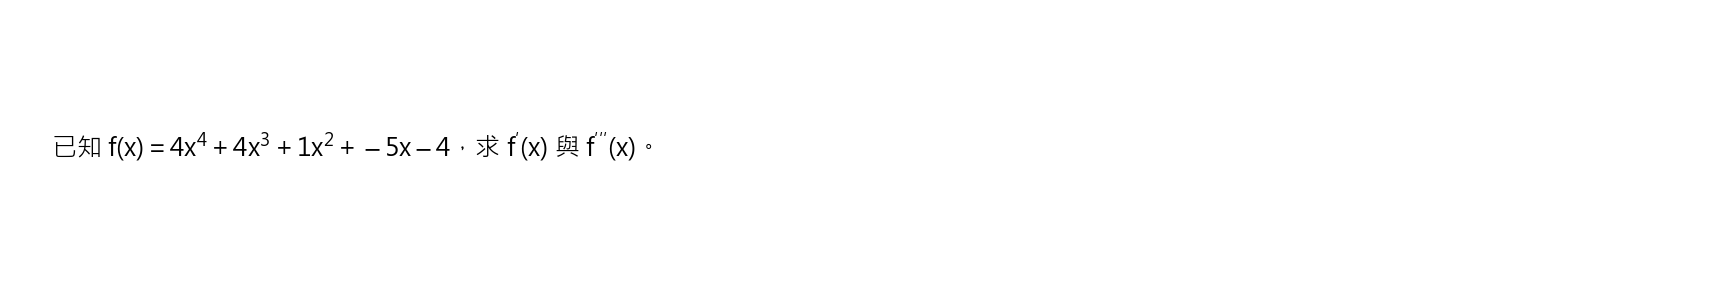 已知 f(x) = 4x⁴ + 4x³ + 1x² + − 5x − 4，求 f′(x) 與 f′′′(x)。